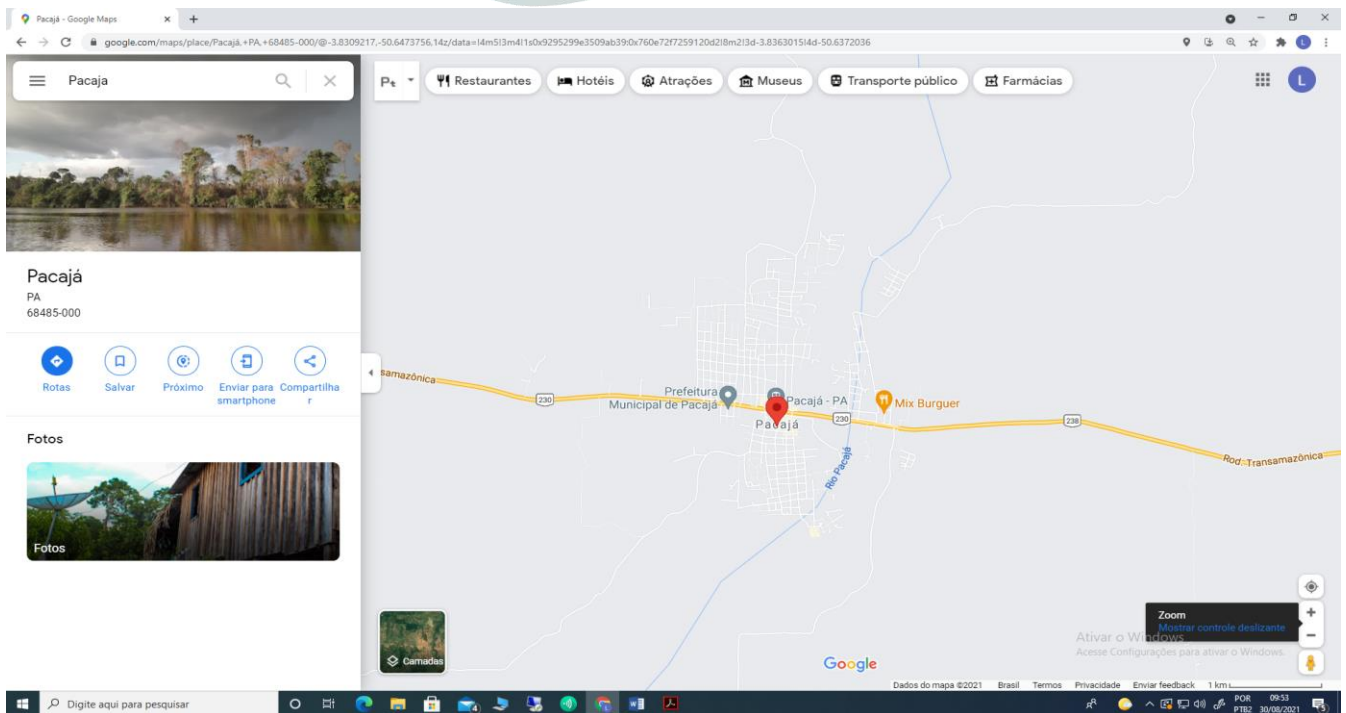 Pacajá - Google Maps
google.com/maps/place/Pacajá,+PA,+68485-000/@-3.8309217,-50.6473756,14z/data=!4m5!3m4!1s0x9295299e3509ab39:0x760e72f7259120d2!8m2!3d-3.8363015!4d-50.6372036
L
Pacaja
Restaurantes
Hotéis
Atrações
Museus
Transporte público
Farmácias
L
Pacajá
PA
68485-000
Rotas
Salvar
Próximo
Enviar para smartphone
Compartilha
r
Fotos
Fotos
samazônica
230
Prefeitura
Municipal de Pacajá
Pacajá - PA
Pacajá
230
Mix Burguer
230
Rod. Transamazônica
Rio Pacajá
Camadas
Google
Zoom
Mostrar controle deslizante
Ativar o Windows
Acesse Configurações para ativar o Windows.
Dados do mapa ©2021 Brasil Termos Privacidade Enviar feedback 1 km
Digite aqui para pesquisar
POR
PTB2
09:53
30/08/2021